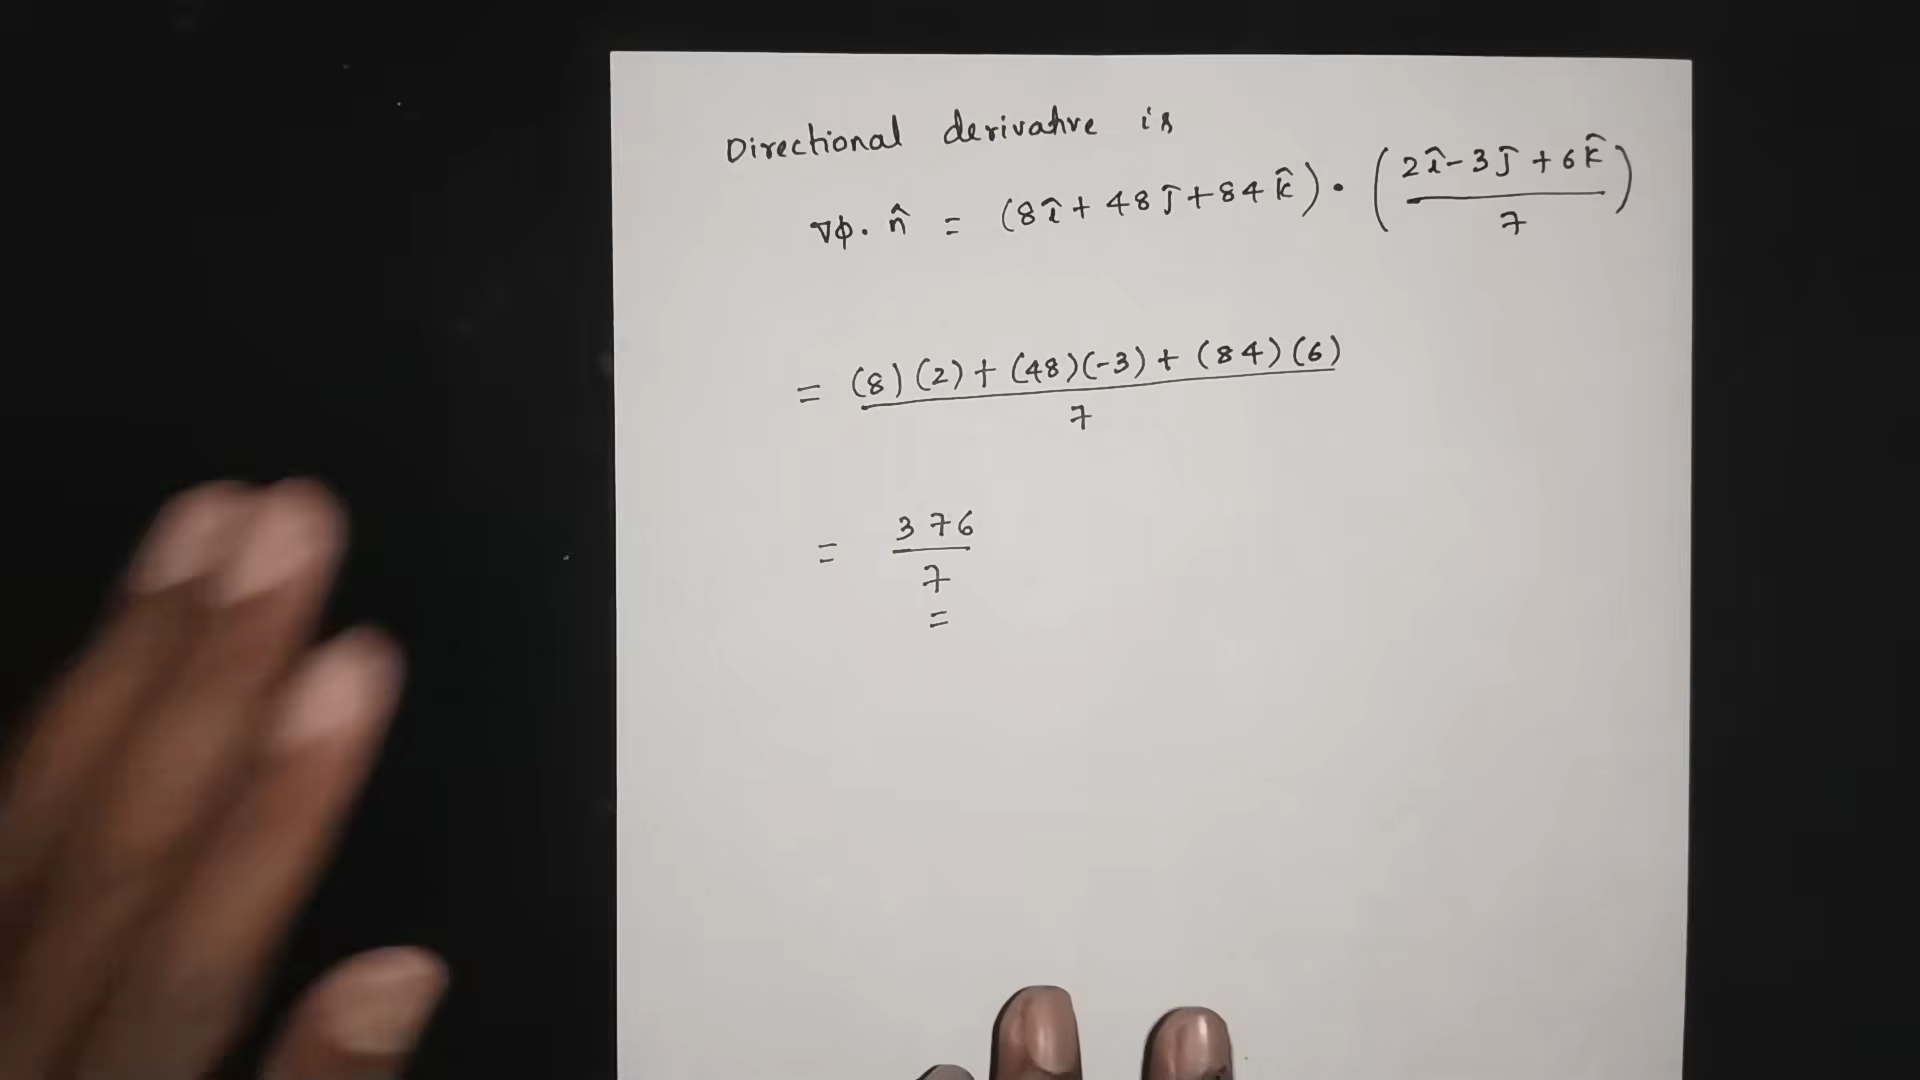 Directional derivative is
∇φ. n̂ = (8î + 48ĵ + 84k̂) • ((2î - 3ĵ + 6k̂)/7)
= ((8)(2) + (48)(-3) + (84)(6))/7
= 376/7
=